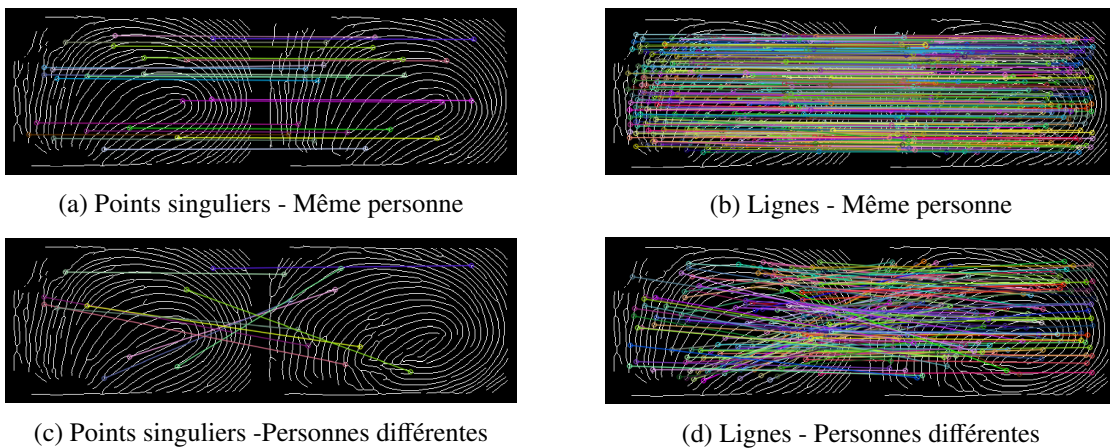 (a) Points singuliers - Même personne
(b) Lignes - Même personne
(c) Points singuliers -Personnes différentes
(d) Lignes - Personnes différentes